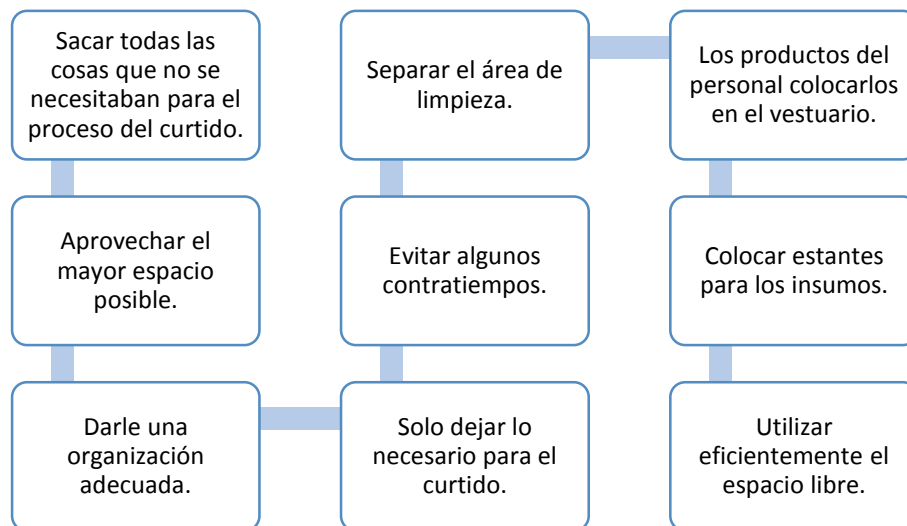 Sacar todas las
cosas que no se
necesitaban para el
proceso del curtido.
Aprovechar el
mayor espacio
posible.
Darle una
organización
adecuada.
Solo dejar lo
necesario para el
curtido.
Evitar algunos
contratiempos.
Separar el área de
limpieza.
Los productos del
personal colocarlos
en el vestuario.
Colocar estantes
para los insumos.
Utilizar
eficientemente el
espacio libre.